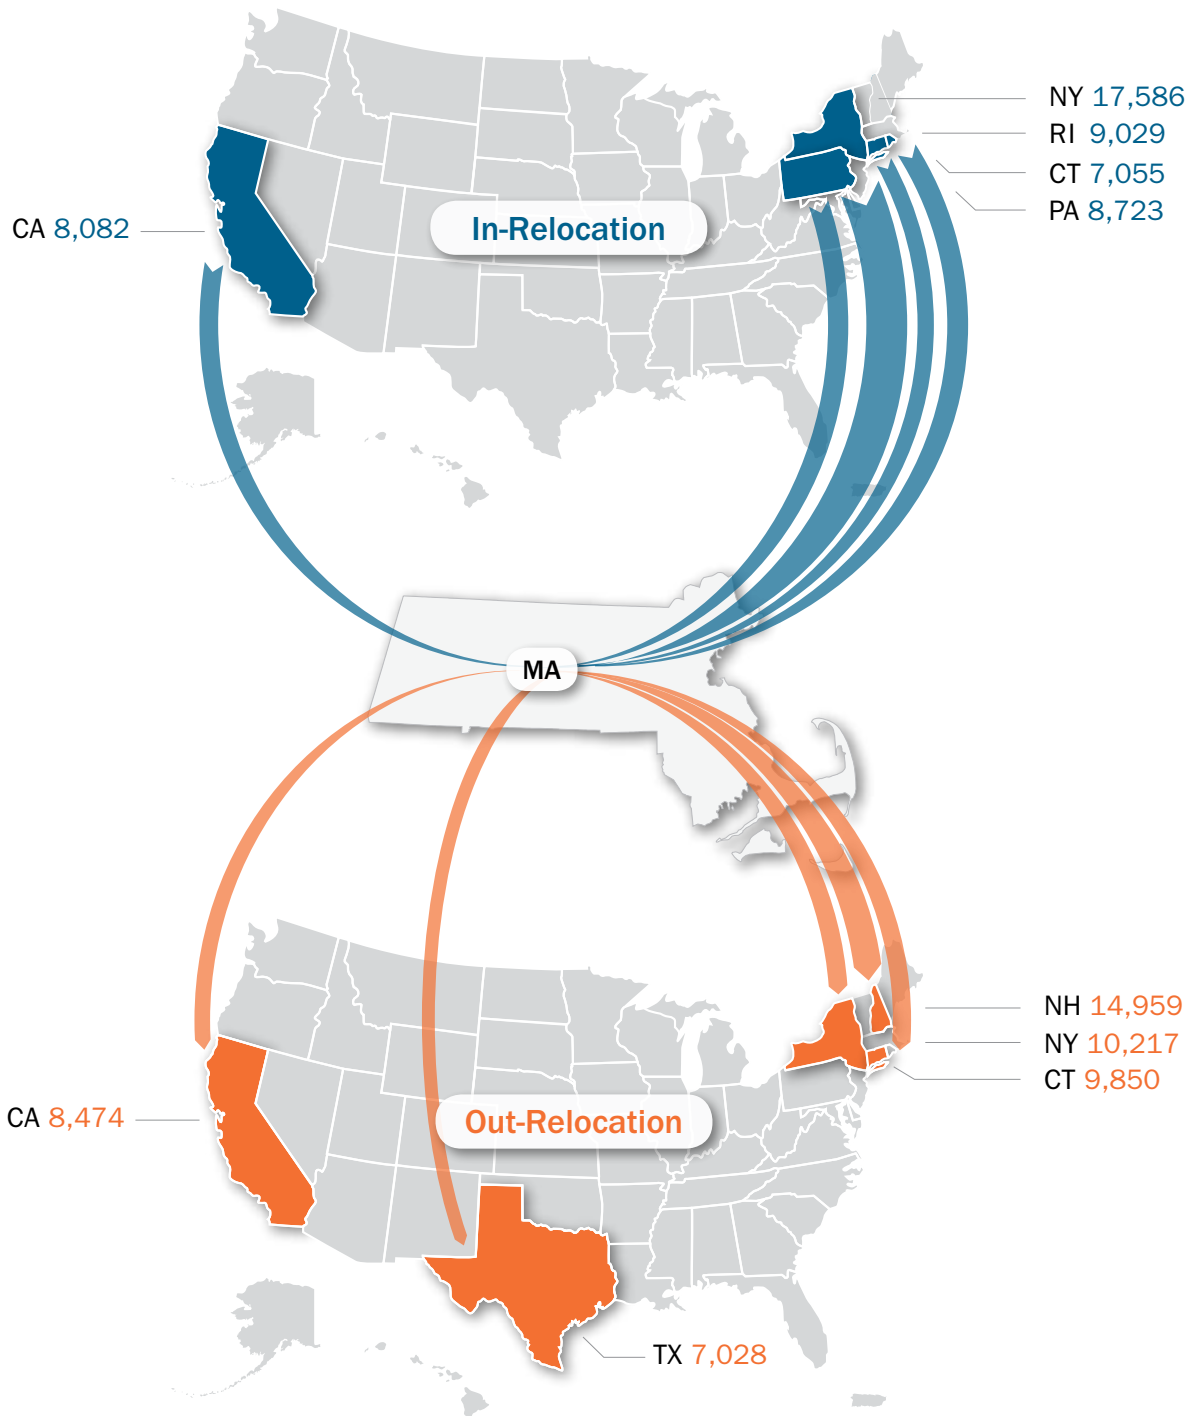 NY 17,586
RI 9,029
CT 7,055
PA 8,723
CA 8,082
In-Relocation
MA
NH 14,959
NY 10,217
CT 9,850
CA 8,474
Out-Relocation
TX 7,028